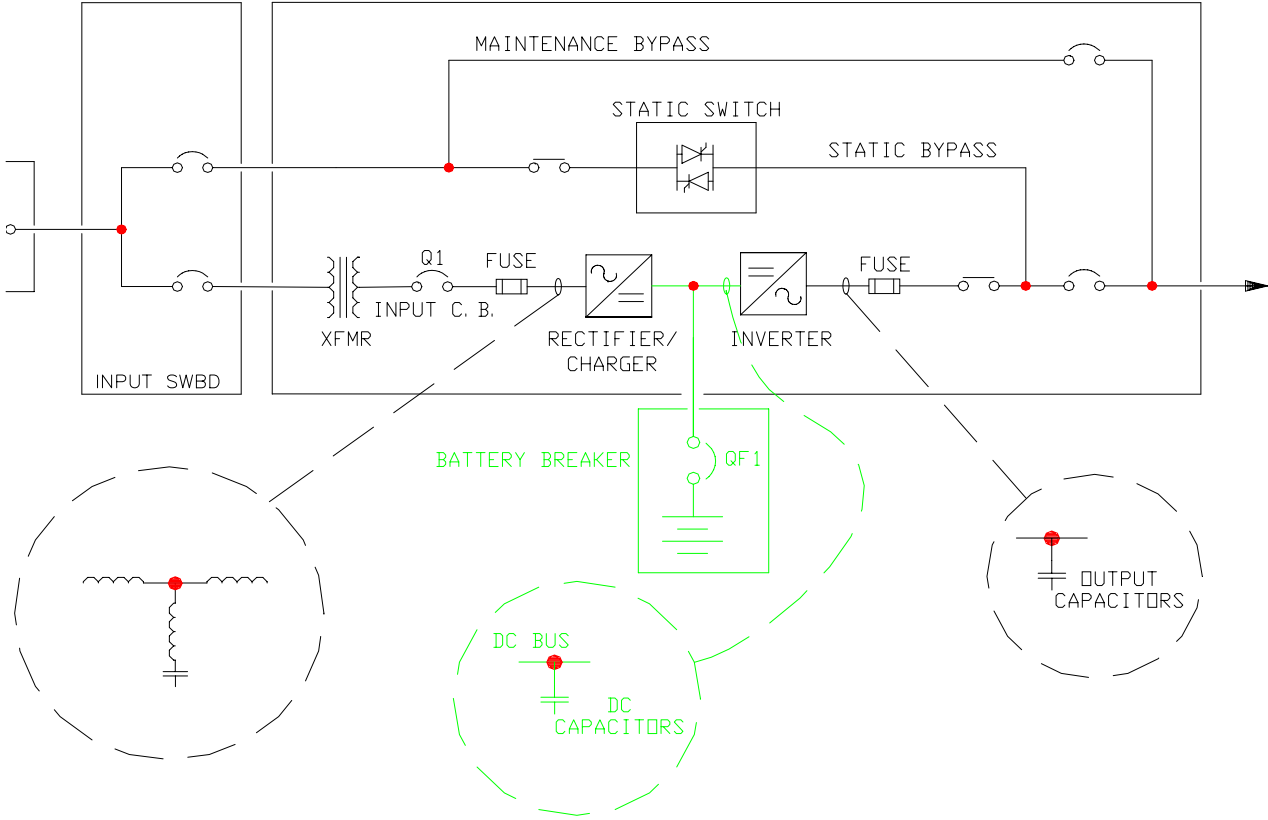 MAINTENANCE BYPASS
STATIC SWITCH
STATIC BYPASS
Q1
FUSE
FUSE
INPUT C. B.
XFMR
RECTIFIER/
CHARGER
INVERTER
INPUT SWBD
BATTERY BREAKER
QF1
OUTPUT
CAPACITORS
DC BUS
DC
CAPACITORS